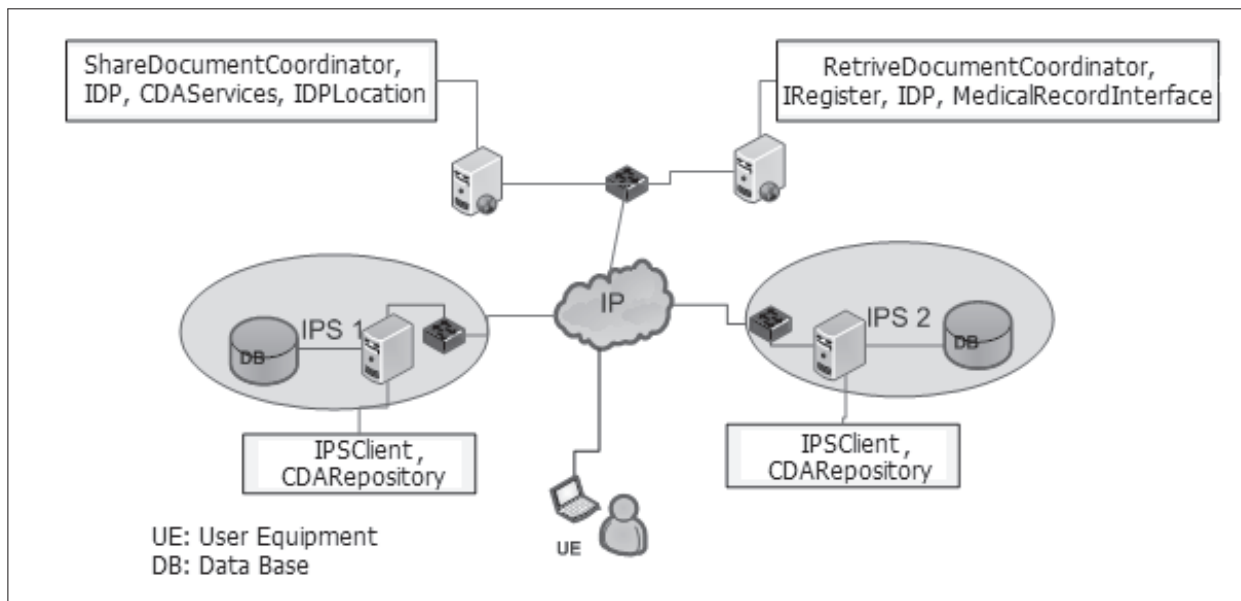 ShareDocumentCoordinator,
IDP, CDAServices, IDPLocation
RetriveDocumentCoordinator,
IRegister, IDP, MedicalRecordInterface
IP
IPS 1
DB
IPS 2
DB
IPSClient ,
CDARepository
IPSClient ,
CDARepository
UE
UE: User Equipment
DB: Data Base